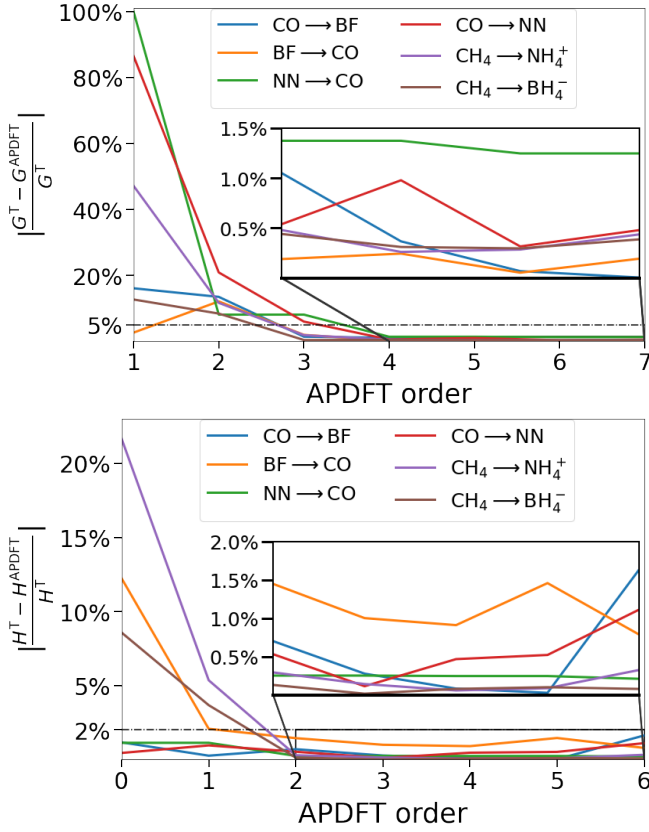 100%
80%
60%
40%
20%
5%
|G^T − G^APDFT / G^T|
CO → BF
BF → CO
NN → CO
CO → NN
CH₄ → NH₄⁺
CH₄ → BH₄⁻
1.5%
1.0%
0.5%
1 2 3 4 5 6 7
APDFT order
20%
15%
10%
5%
2%
|H^T − H^APDFT / H^T|
CO → BF
BF → CO
NN → CO
CO → NN
CH₄ → NH₄⁺
CH₄ → BH₄⁻
2.0%
1.5%
1.0%
0.5%
0 1 2 3 4 5 6
APDFT order